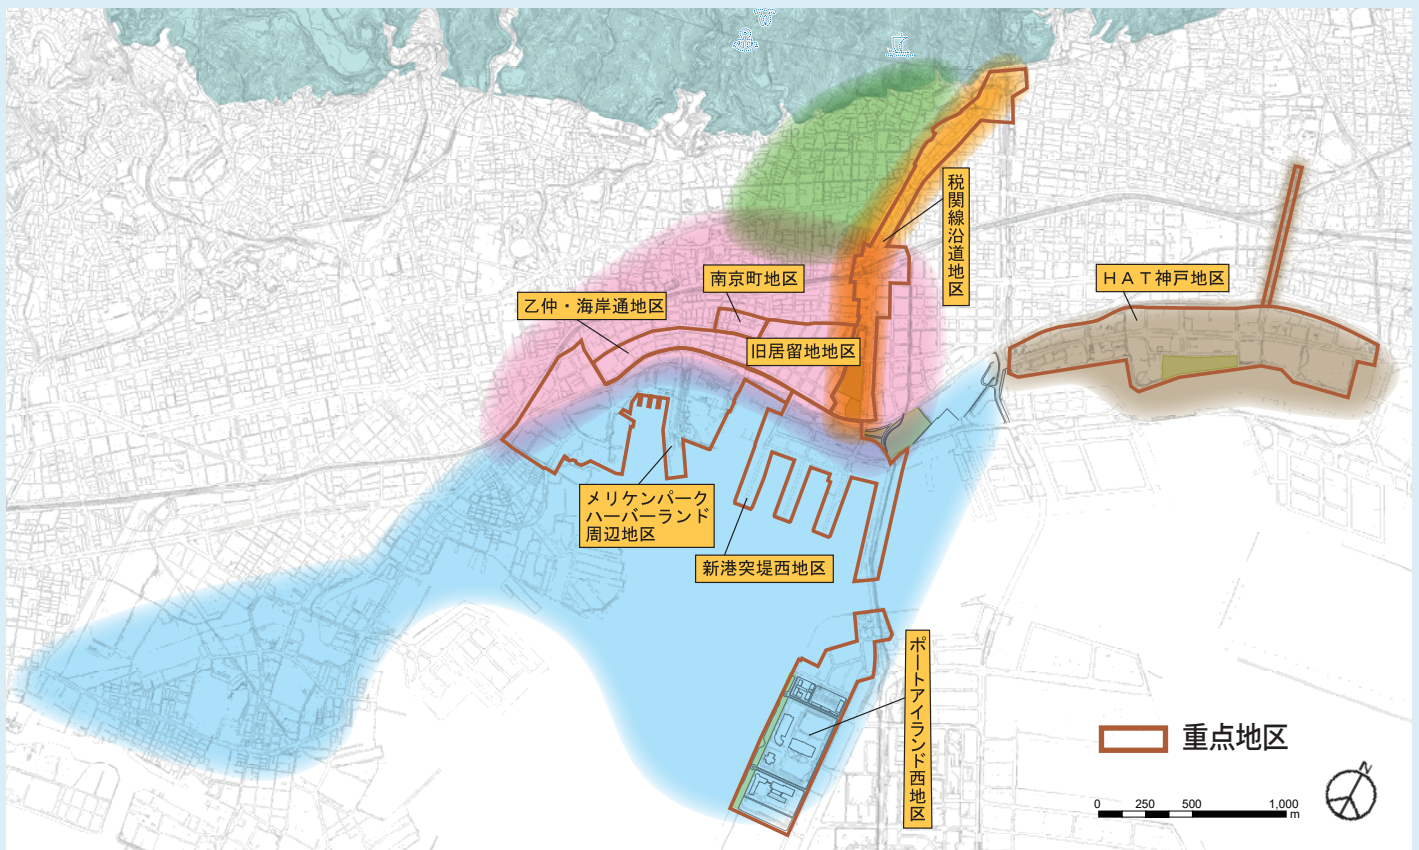 税関線沿道地区
南京町地区
HAT神戸地区
乙仲・海岸通地区
旧居留地地区
メリケンパーク
ハーバーランド
周辺地区
新港突堤西地区
ポートアイランド西地区
重点地区
N
0 250 500 1,000
m